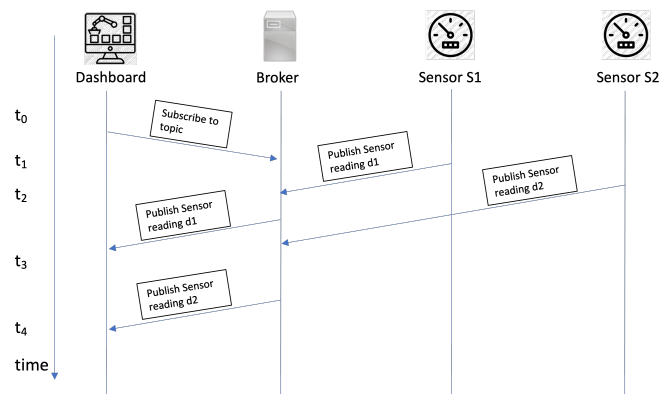 Dashboard
Broker
Sensor S1
Sensor S2
t0
Subscribe to
topic
t1
Publish Sensor
reading d1
t2
Publish Sensor
reading d2
Publish Sensor
reading d1
t3
Publish Sensor
reading d2
t4
time